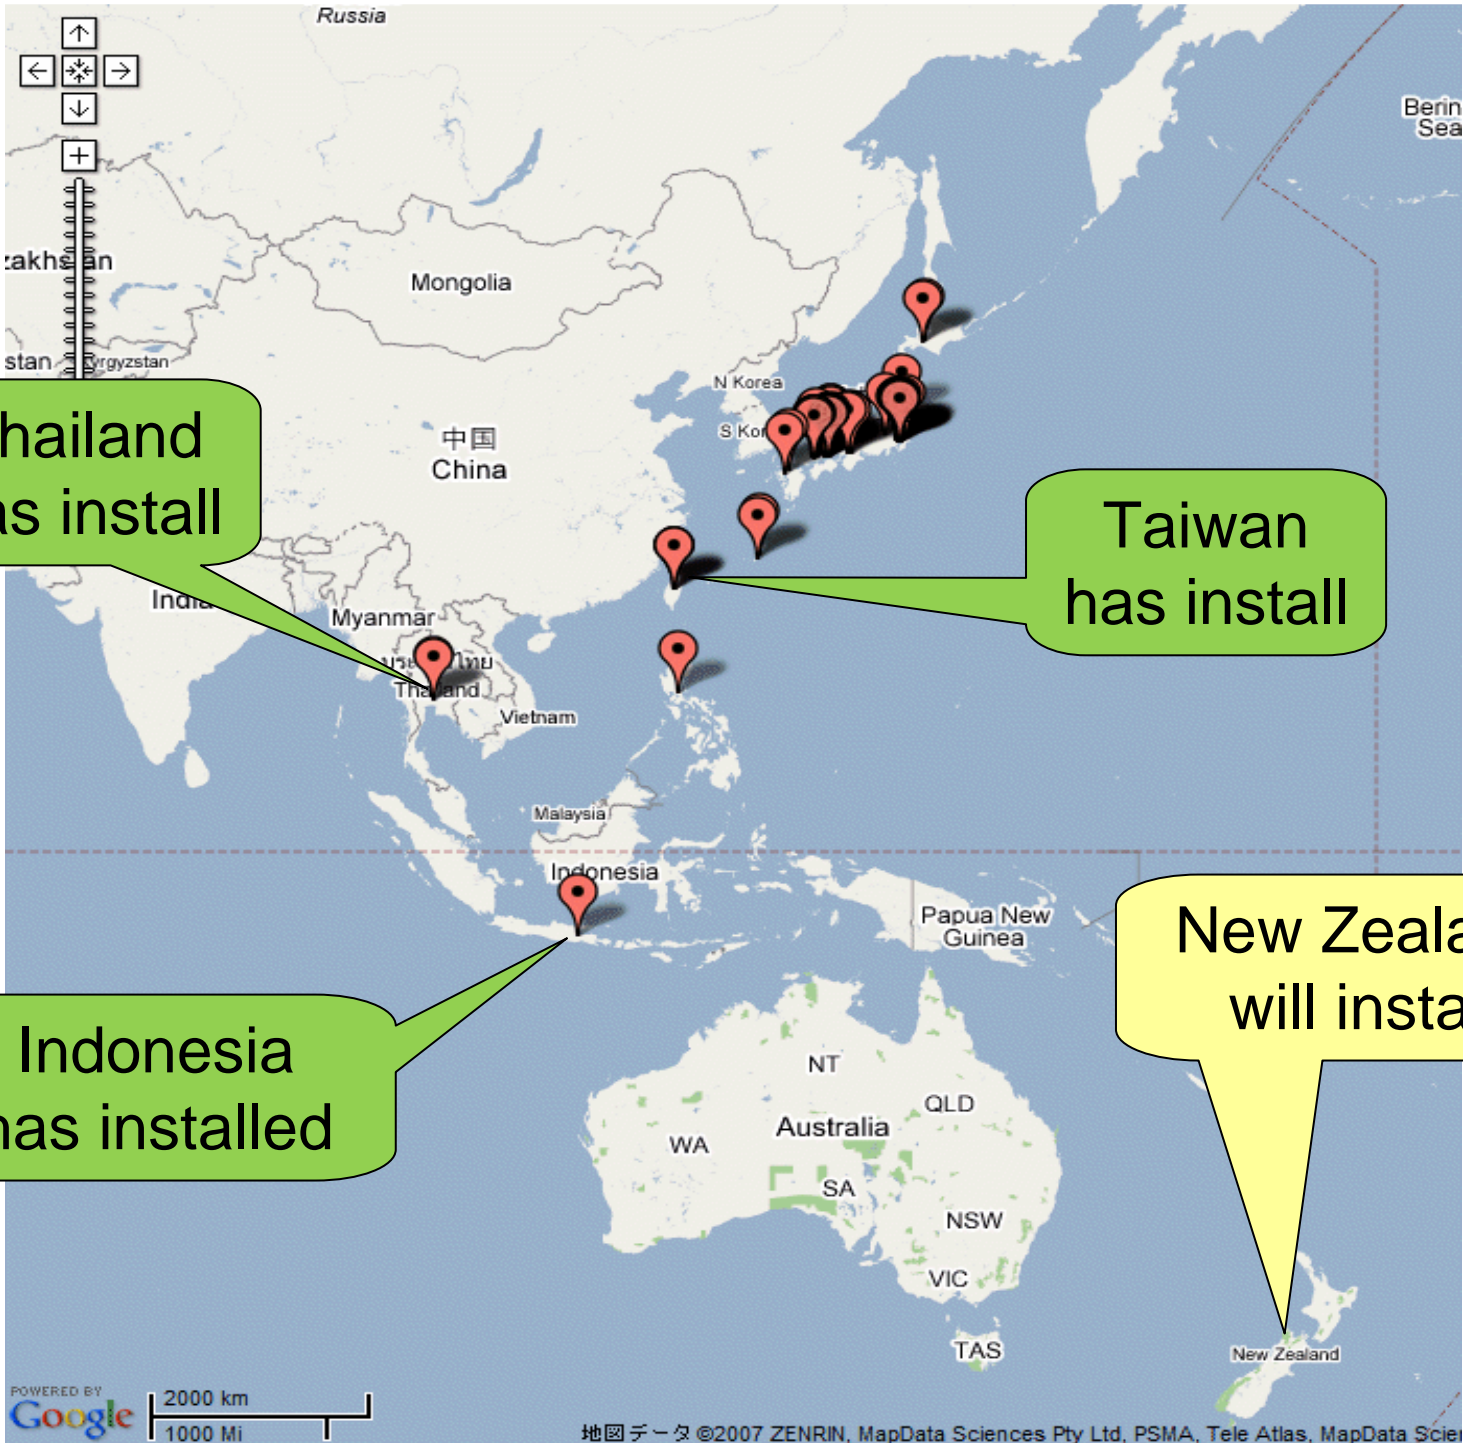 Russia
Berin
Sea
zakhstan
Mongolia
stan
Kyrgyzstan
N Korea
S Kor
中国
China
hailand
as install
Taiwan
has install
India
Myanmar
Thailand
Vietnam
Malaysia
Indonesia
Papua New
Guinea
New Zeala
will insta
Indonesia
has installed
NT
QLD
Australia
WA
SA
NSW
VIC
TAS
New Zealand
POWERED BY
Google
2000 km
1000 Mi
地図データ ©2007 ZENRIN, MapData Sciences Pty Ltd, PSMA, Tele Atlas, MapData Scien